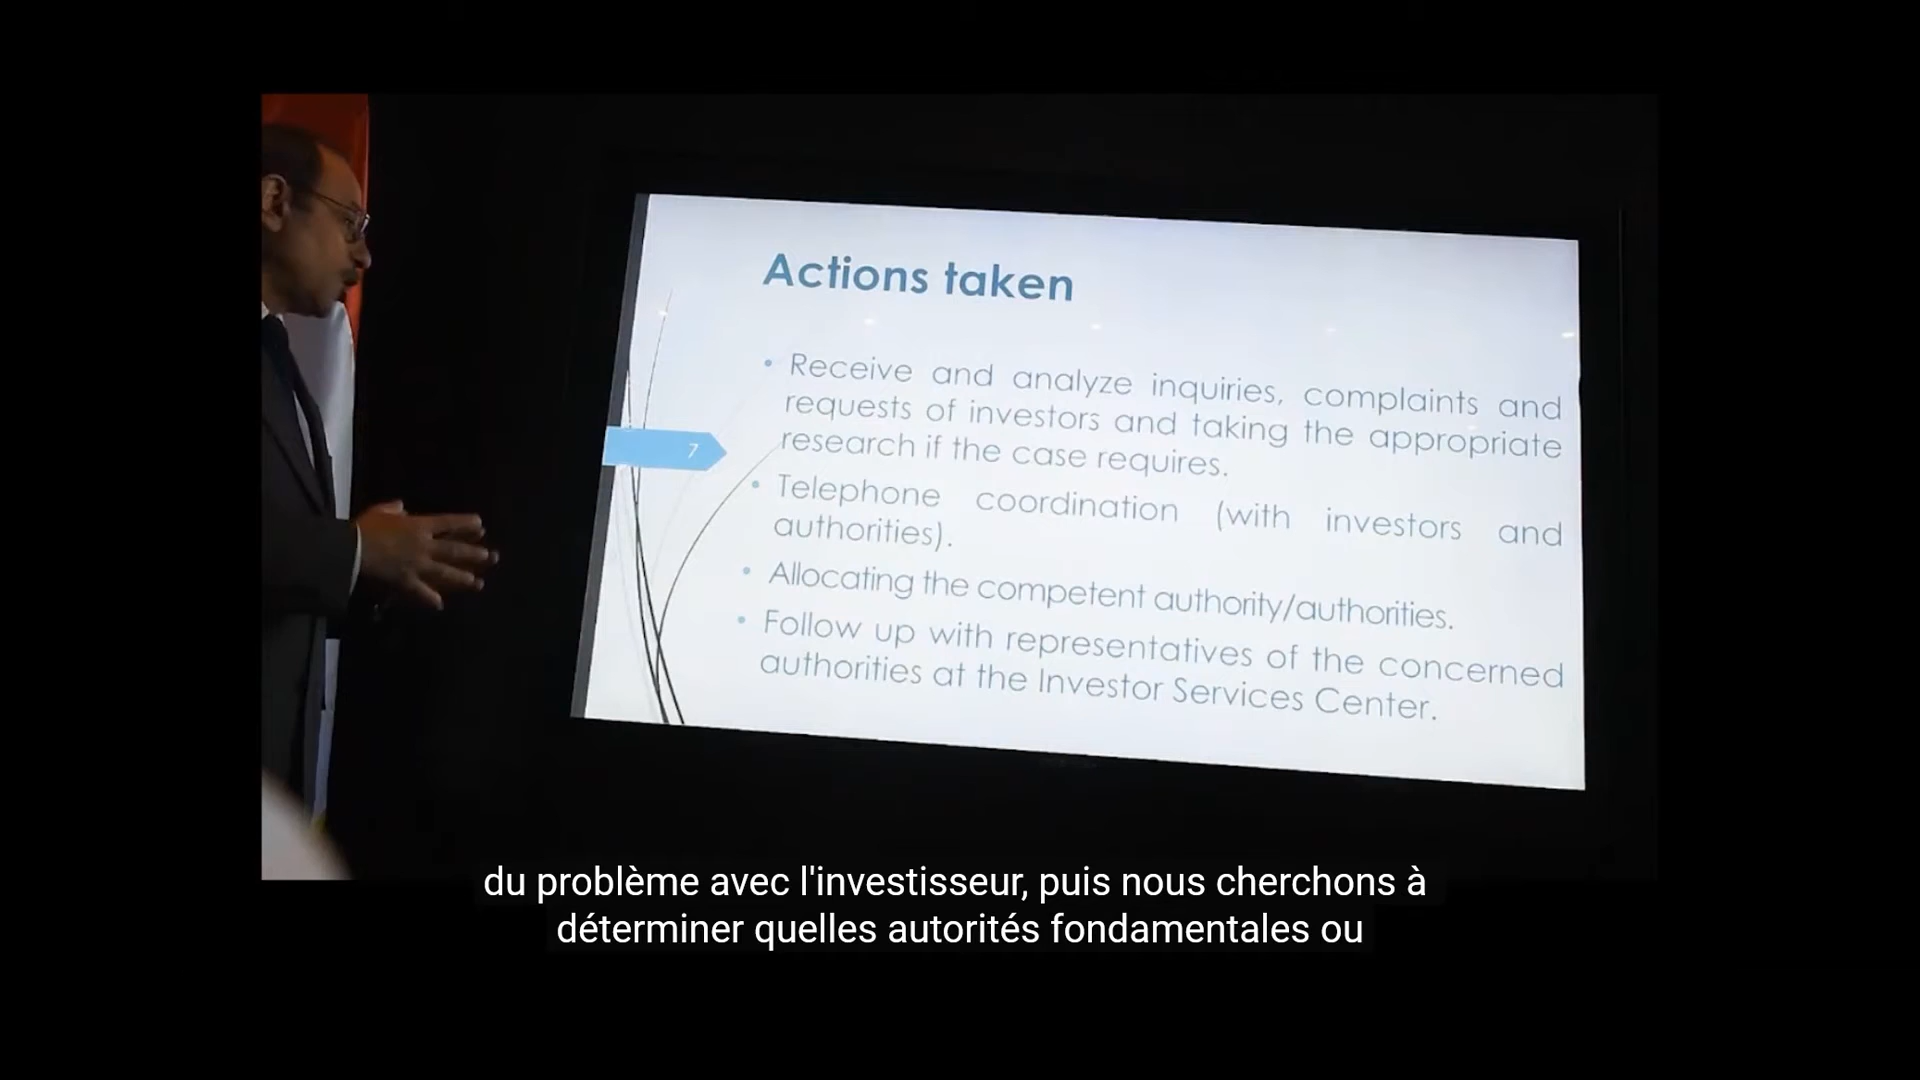 Actions taken
• Receive and analyze inquiries, complaints and
requests of investors and taking the appropriate
research if the case requires.
7
• Telephone coordination (with investors and
authorities).
• Allocating the competent authority/authorities.
• Follow up with representatives of the concerned
authorities at the Investor Services Center.
du problème avec l'investisseur, puis nous cherchons à
déterminer quelles autorités fondamentales ou